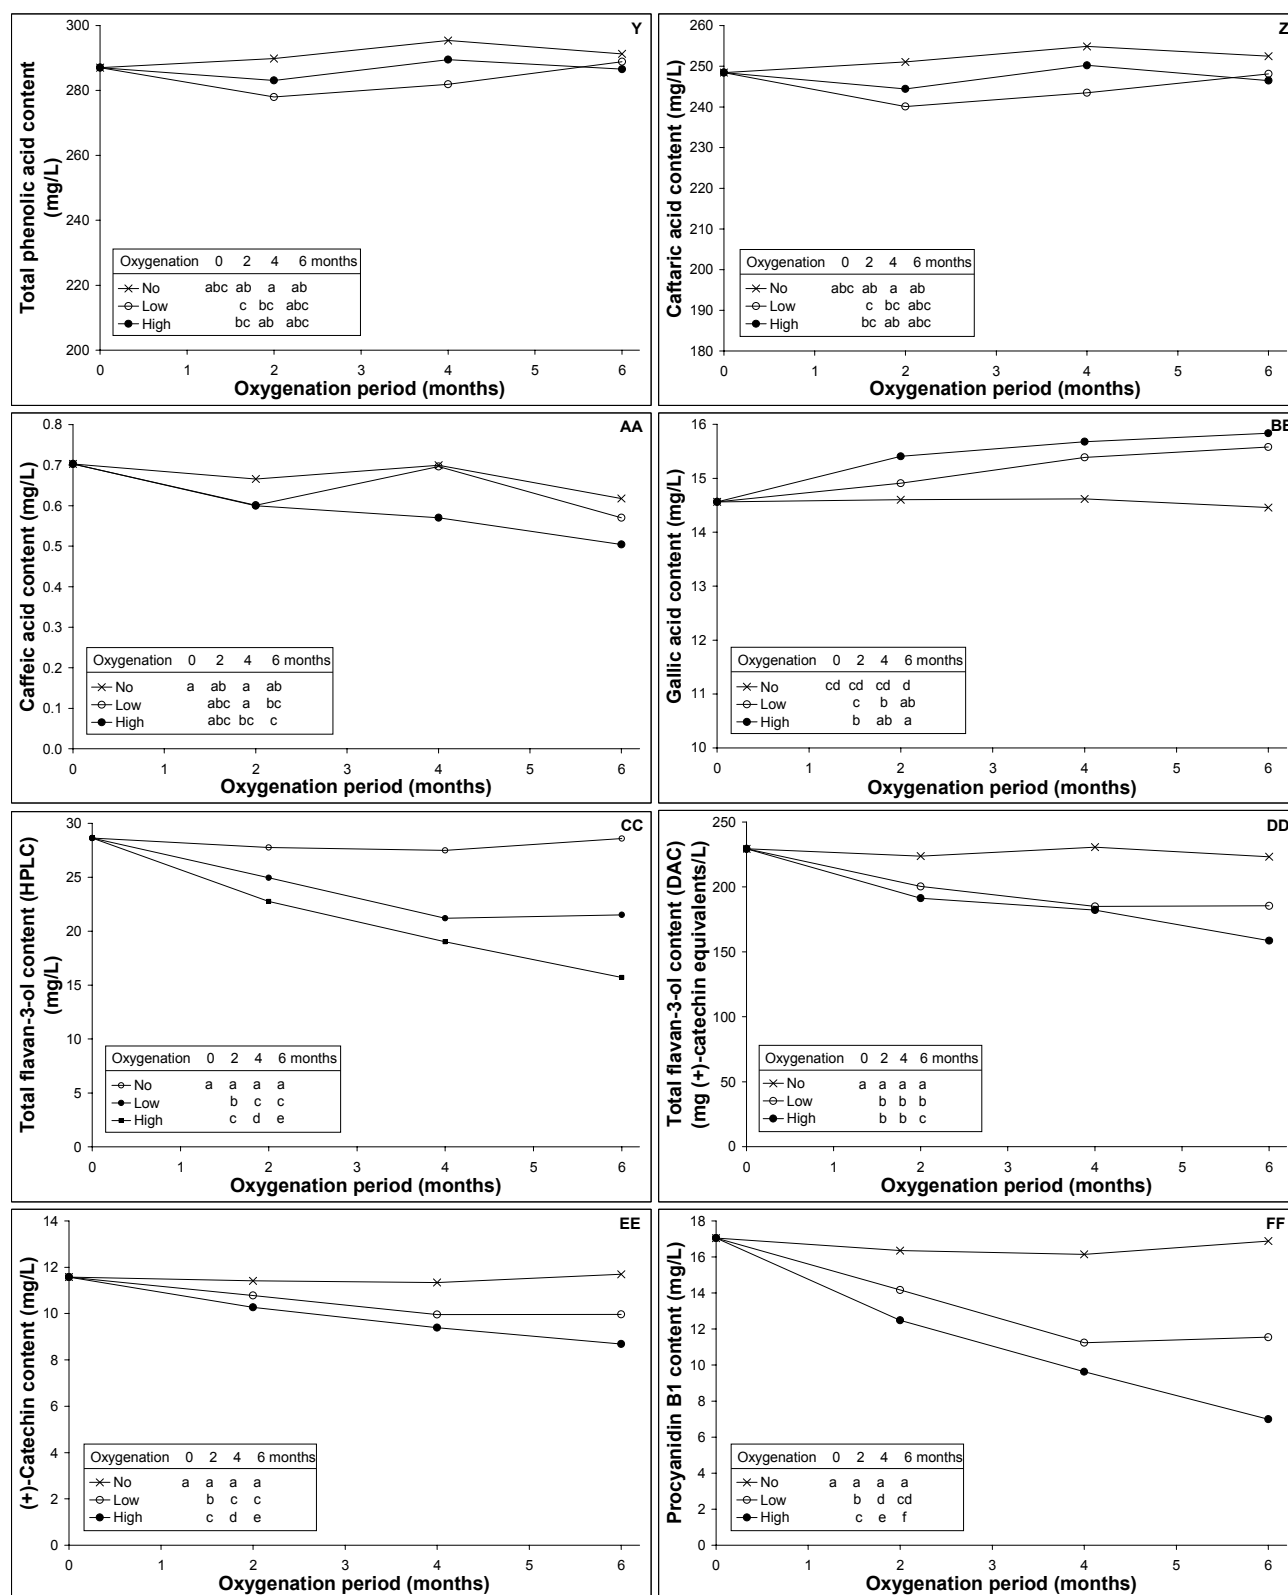 Y
Total phenolic acid content
(mg/L)
300
280
260
240
220
200
Oxygenation 0 2 4 6 months
No abc ab a ab
Low c bc abc
High bc ab abc
0 1 2 3 4 5 6
Oxygenation period (months)
Z
Caftaric acid content (mg/L)
260
250
240
230
220
210
200
190
180
Oxygenation 0 2 4 6 months
No abc ab a ab
Low c bc abc
High bc ab abc
0 1 2 3 4 5 6
Oxygenation period (months)
AA
Caffeic acid content (mg/L)
0.8
0.7
0.6
0.5
0.4
0.3
0.2
0.1
0.0
Oxygenation 0 2 4 6 months
No a ab a ab
Low abc a bc
High abc bc c
0 1 2 3 4 5 6
Oxygenation period (months)
BB
Gallic acid content (mg/L)
16
15
14
13
12
11
10
Oxygenation 0 2 4 6 months
No cd cd cd d
Low c b ab
High b ab a
0 1 2 3 4 5 6
Oxygenation period (months)
CC
Total flavan-3-ol content (HPLC)
(mg/L)
30
25
20
15
10
5
0
Oxygenation 0 2 4 6 months
No a a a a
Low b c c
High c d e
0 1 2 3 4 5 6
Oxygenation period (months)
DD
Total flavan-3-ol content (DAC)
(mg (+)-catechin equivalents/L)
250
200
150
100
50
0
Oxygenation 0 2 4 6 months
No a a a a
Low b b b
High b b c
0 1 2 3 4 5 6
Oxygenation period (months)
EE
(+)-Catechin content (mg/L)
14
12
10
8
6
4
2
0
Oxygenation 0 2 4 6 months
No a a a a
Low b c c
High c d e
0 1 2 3 4 5 6
Oxygenation period (months)
FF
Procyanidin B1 content (mg/L)
18
16
14
12
10
8
6
4
2
0
Oxygenation 0 2 4 6 months
No a a a a
Low b d cd
High c e f
0 1 2 3 4 5 6
Oxygenation period (months)